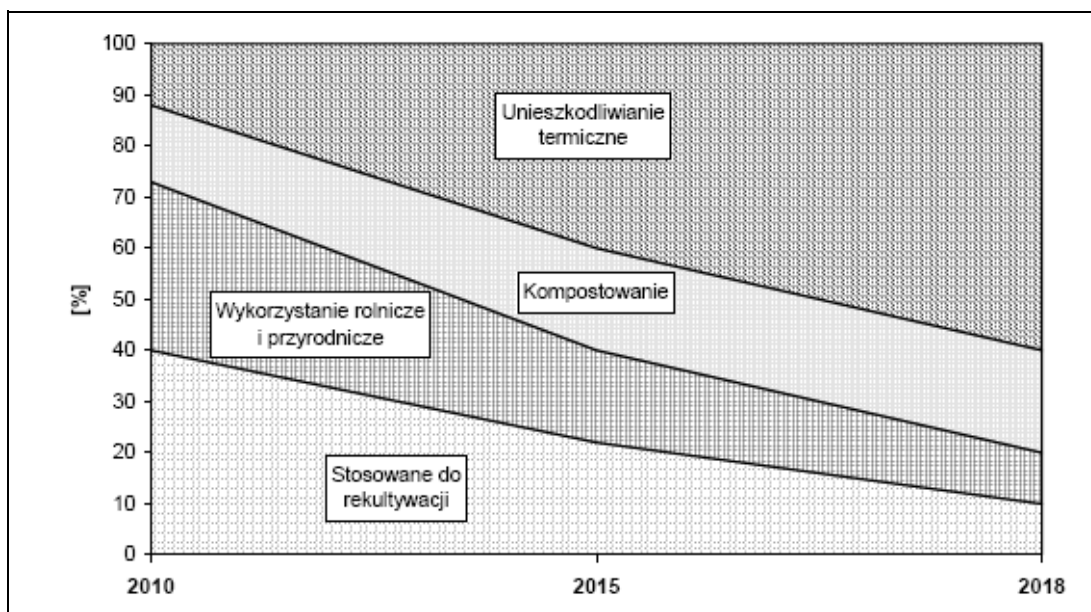 100
90
80
70
60
50
40
30
20
10
0
[%]
Unieszkodliwianie
termiczne
Kompostowanie
Wykorzystanie rolnicze
i przyrodnicze
Stosowane do
rekultywacji
2010
2015
2018